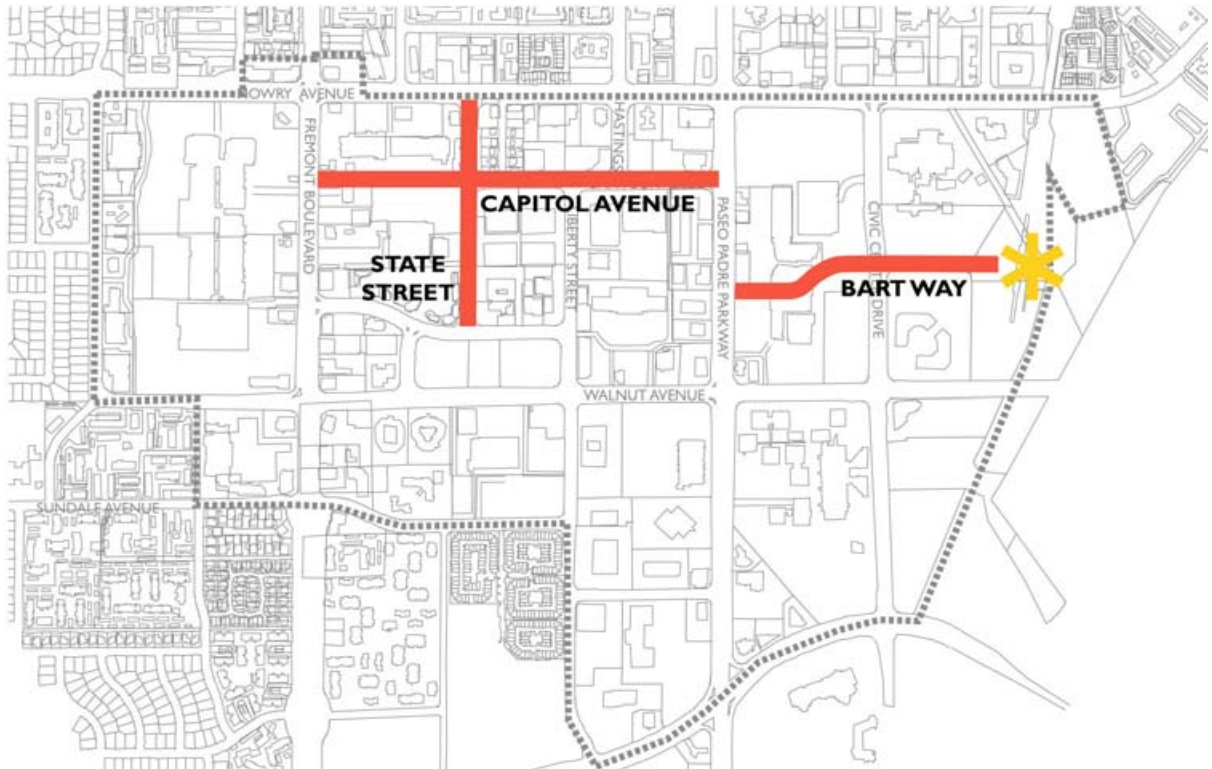 MOWRY AVENUE
FREMONT BOULEVARD
HASTINGS
CAPITOL AVENUE
STATE
STREET
LIBERTY STREET
PASEO PADRE PARKWAY
CIVIC CENTER DRIVE
BART WAY
WALNUT AVENUE
SUNDALE AVENUE